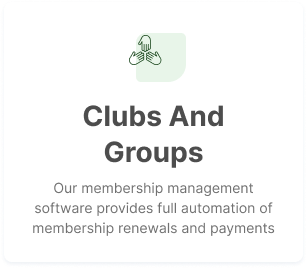 Clubs And
Groups
Our membership management
software provides full automation of
membership renewals and payments